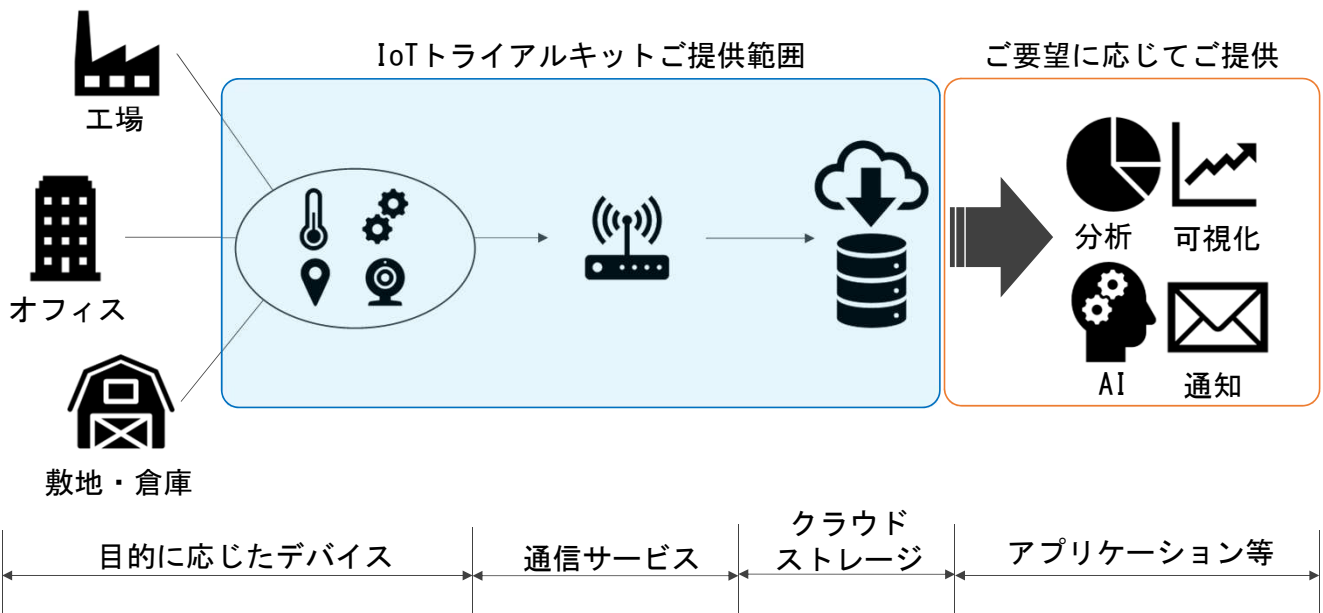 IoTトライアルキットご提供範囲
ご要望に応じてご提供
工場
オフィス
敷地・倉庫
分析
可視化
AI
通知
目的に応じたデバイス
通信サービス
クラウド
ストレージ
アプリケーション等